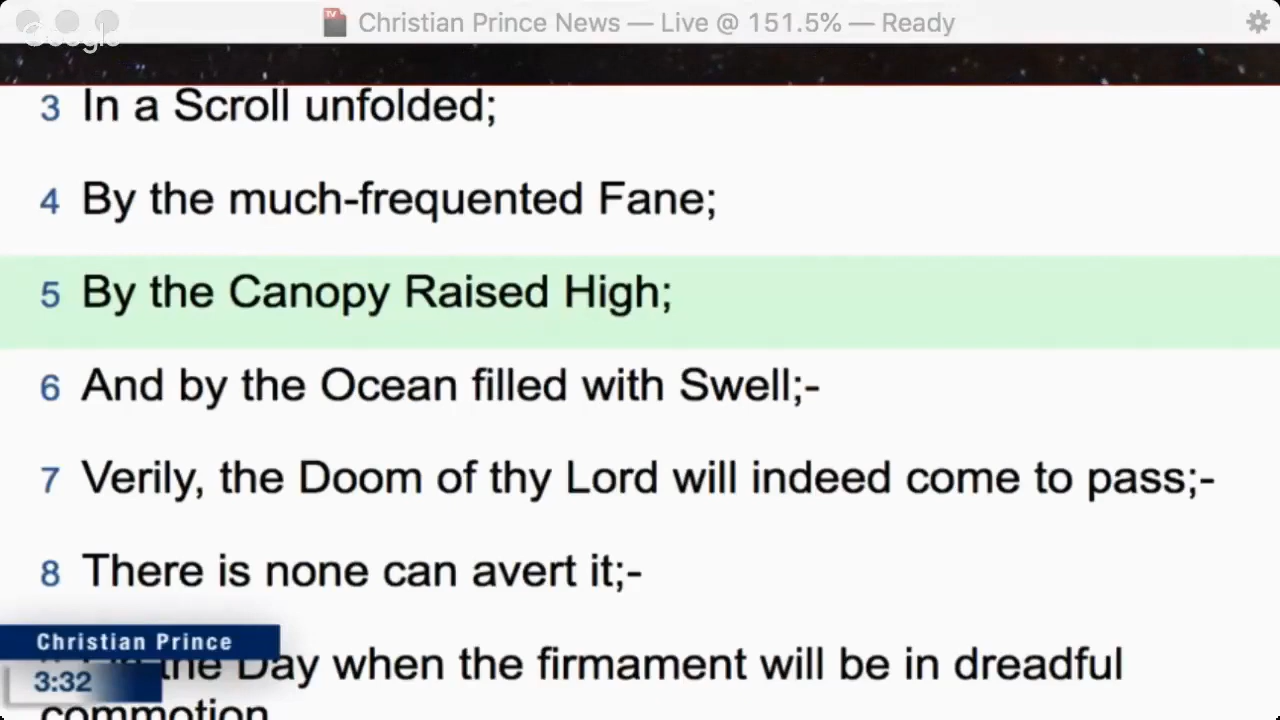 Christian Prince News — Live @ 151.5% — Ready
Google
3 In a Scroll unfolded;
4 By the much-frequented Fane;
5 By the Canopy Raised High;
6 And by the Ocean filled with Swell;-
7 Verily, the Doom of thy Lord will indeed come to pass;-
8 There is none can avert it;-
the Day when the firmament will be in dreadful
commotion
Christian Prince
3:32